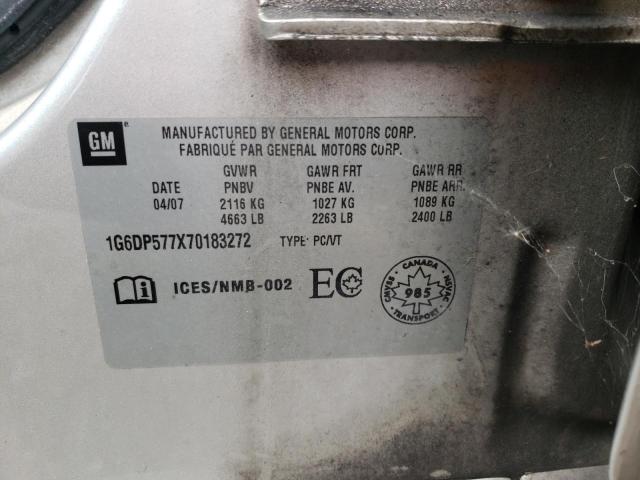 GM ®
MANUFACTURED BY GENERAL MOTORS CORP.
FABRIQUÉ PAR GENERAL MOTORS CORP.
GVWR GAWR FRT GAWR RR
DATE PNBV PNBE AV. PNBE ARR.
04/07 2116 KG 1027 KG 1089 KG
4663 LB 2263 LB 2400 LB
1G6DP577X70183272 TYPE: PC/VT
i ICES/NMB-002 EC
CANADA
CMVSS NSVAC
985
TRANSPORT